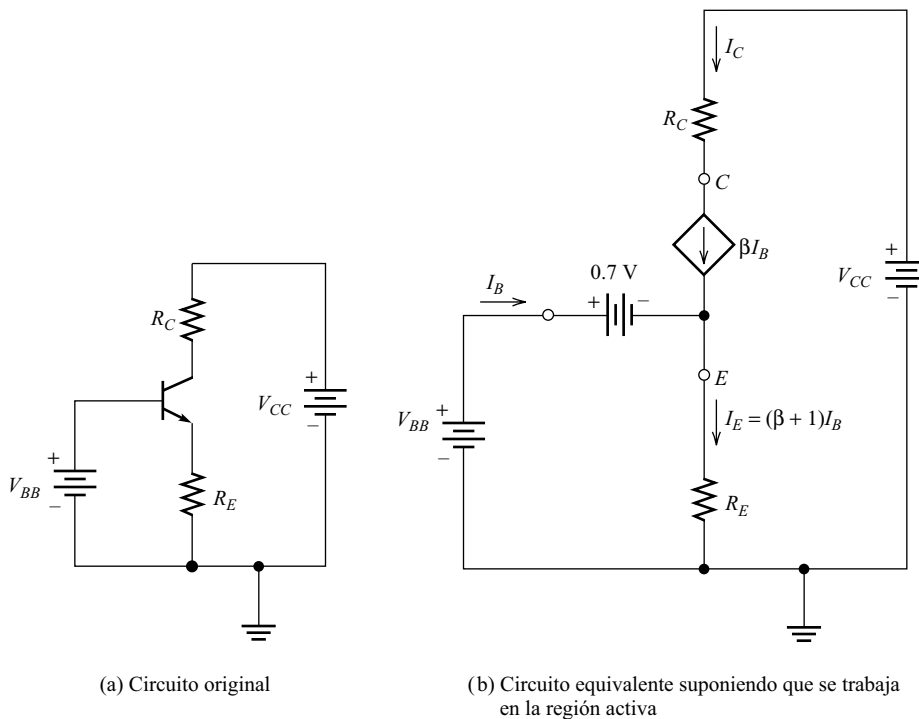 R_C
V_CC
+
−
+
−
V_BB
R_E
(a) Circuito original
I_C
R_C
C
βI_B
0.7 V
I_B
+
−
+
−
V_CC
E
V_BB
+
−
I_E = (β + 1)I_B
R_E
(b) Circuito equivalente suponiendo que se trabaja
en la región activa